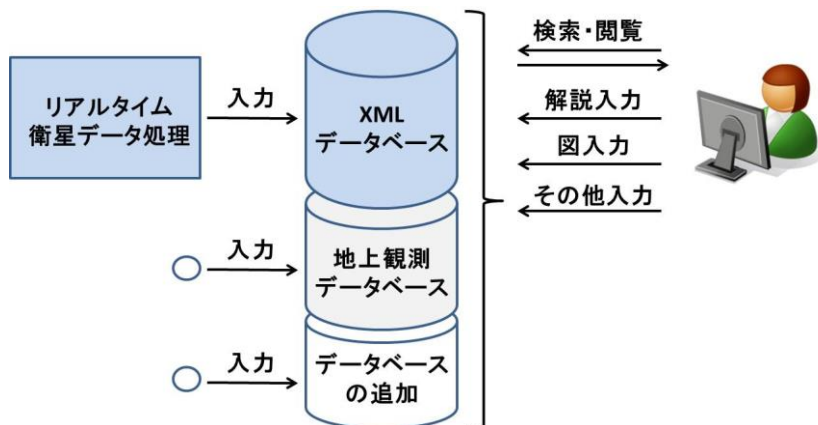 リアルタイム
衛星データ処理
入力
XML
データベース
入力
地上観測
データベース
入力
データベース
の追加
検索・閲覧
解説入力
図入力
その他入力